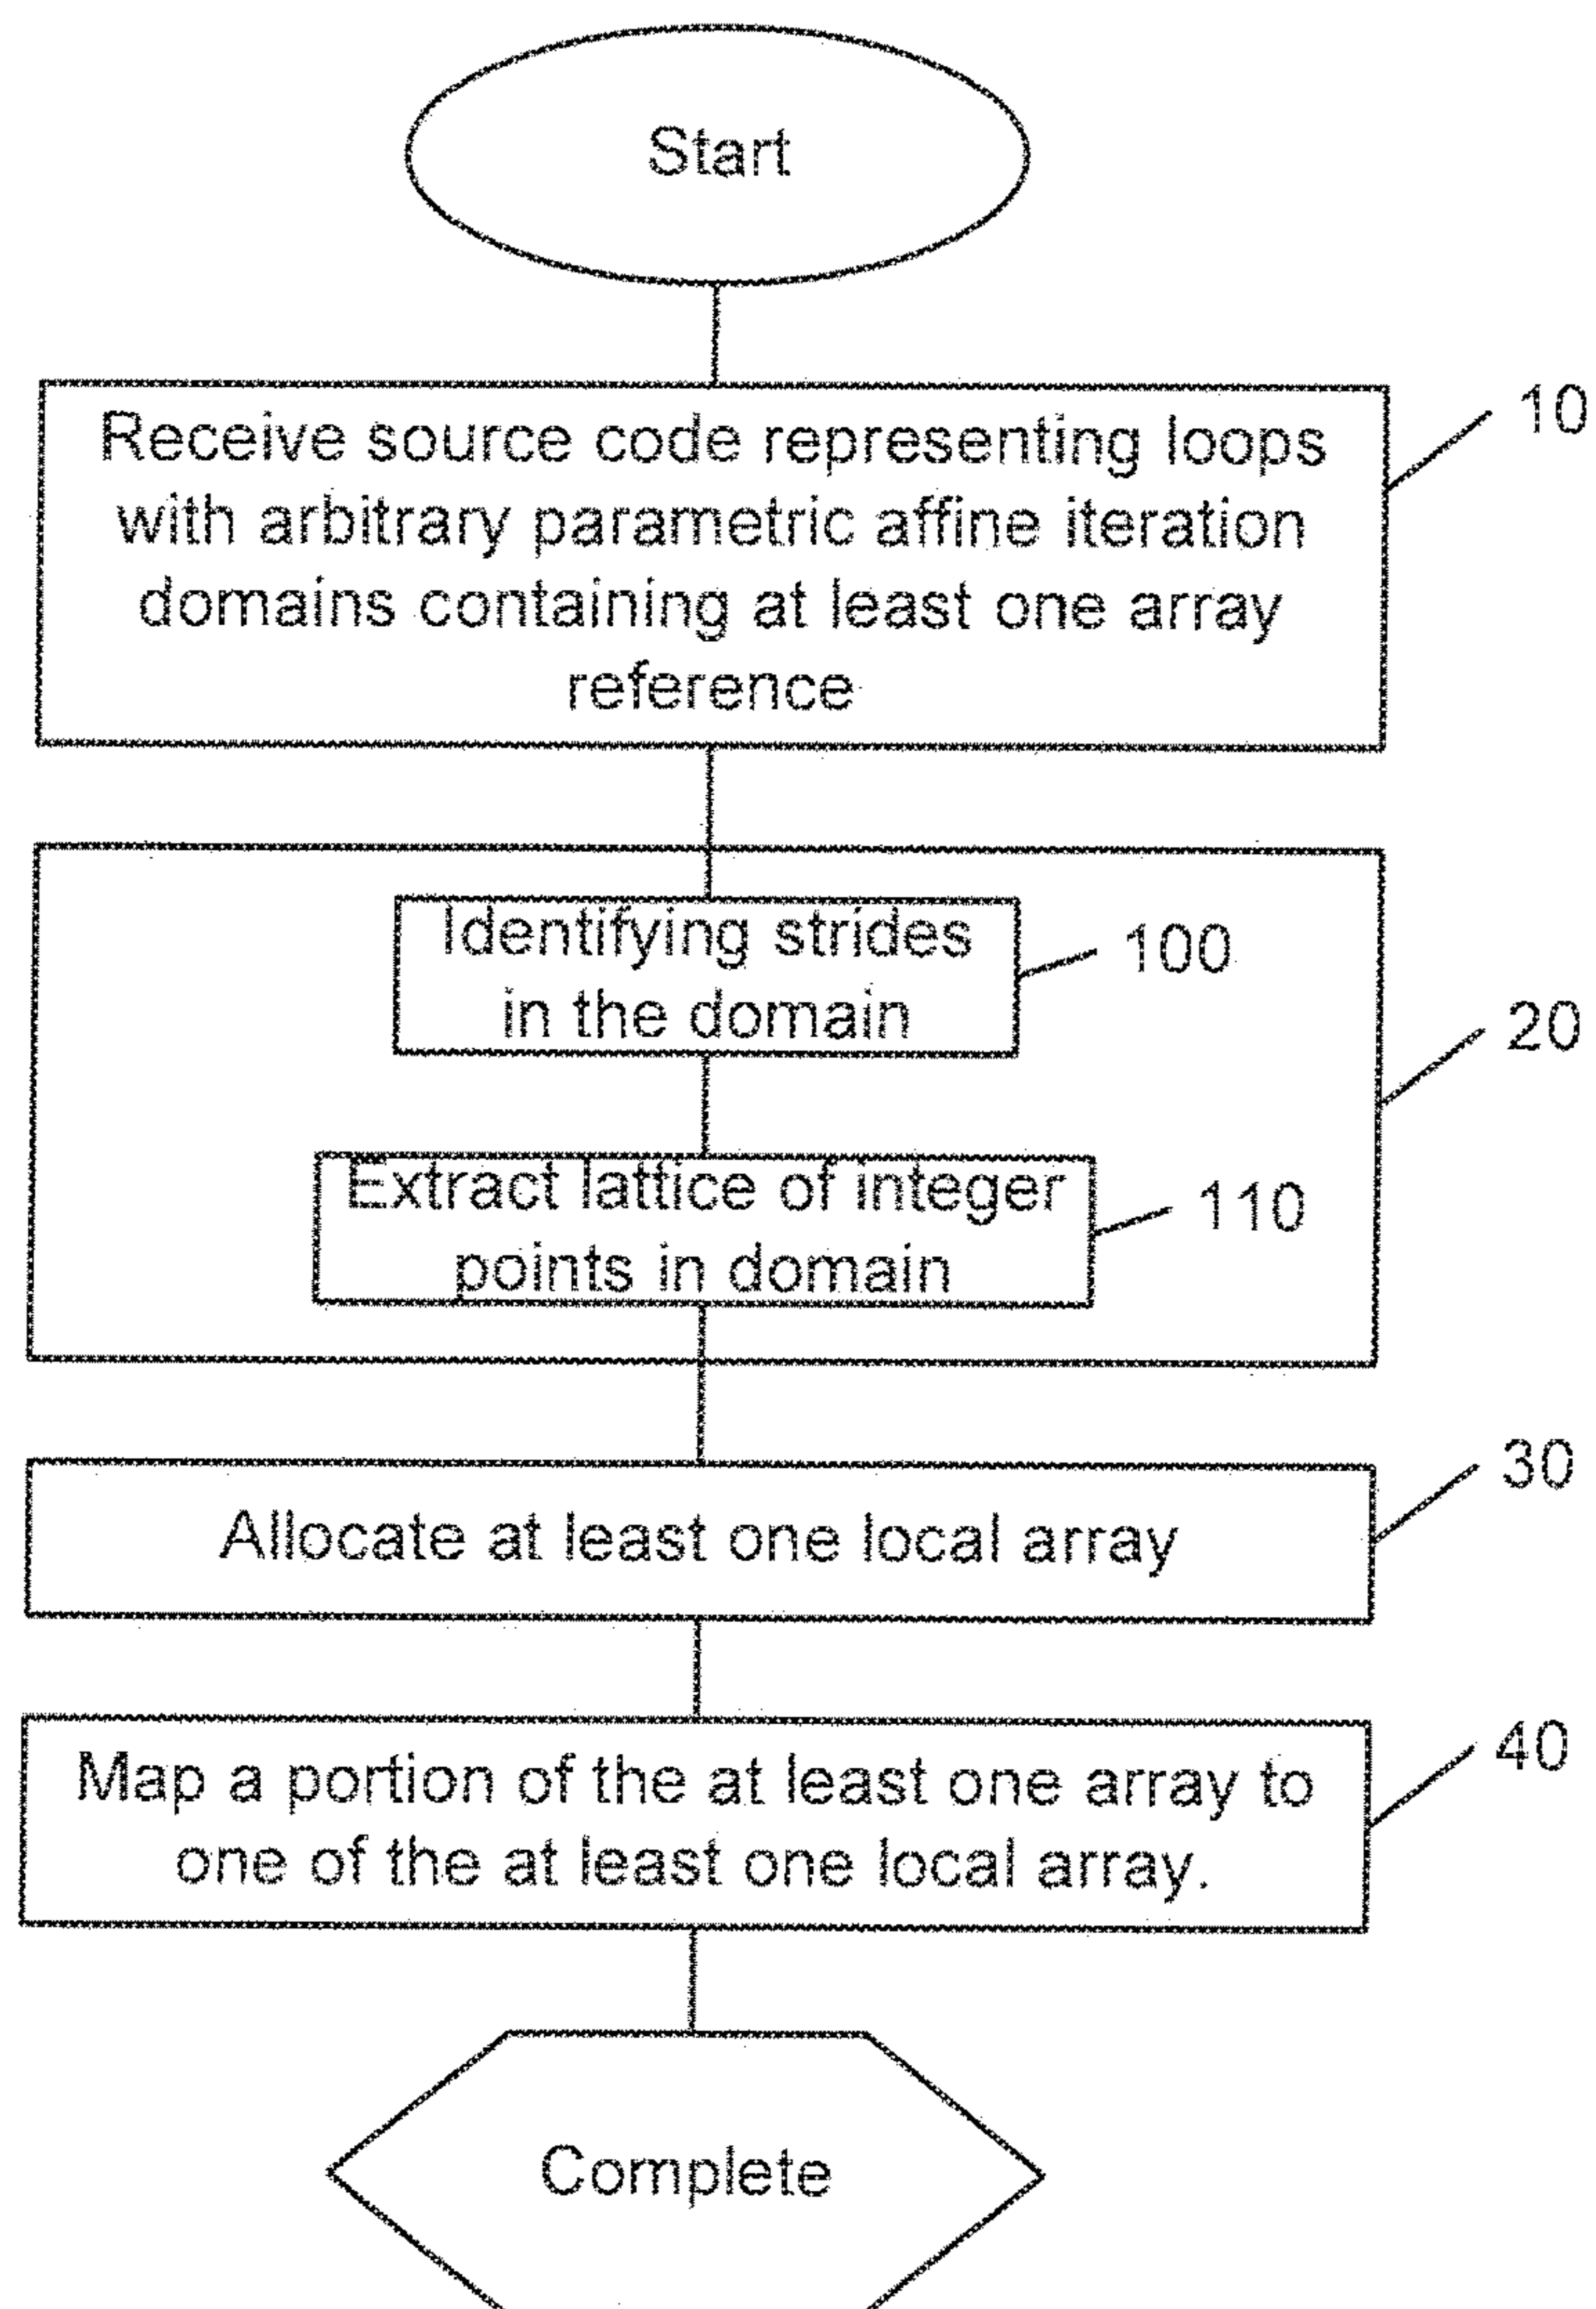 Start
Receive source code representing loops
10
with arbitrary parametric affine iteration
domains containing at least one array
reference
Identifying strides
100
in the domain
20
Extract lattice of integer
110
points in domain
30
Allocate at least one local array
40
Map a portion of the at least one array to
one of the at least one local array.
Complete